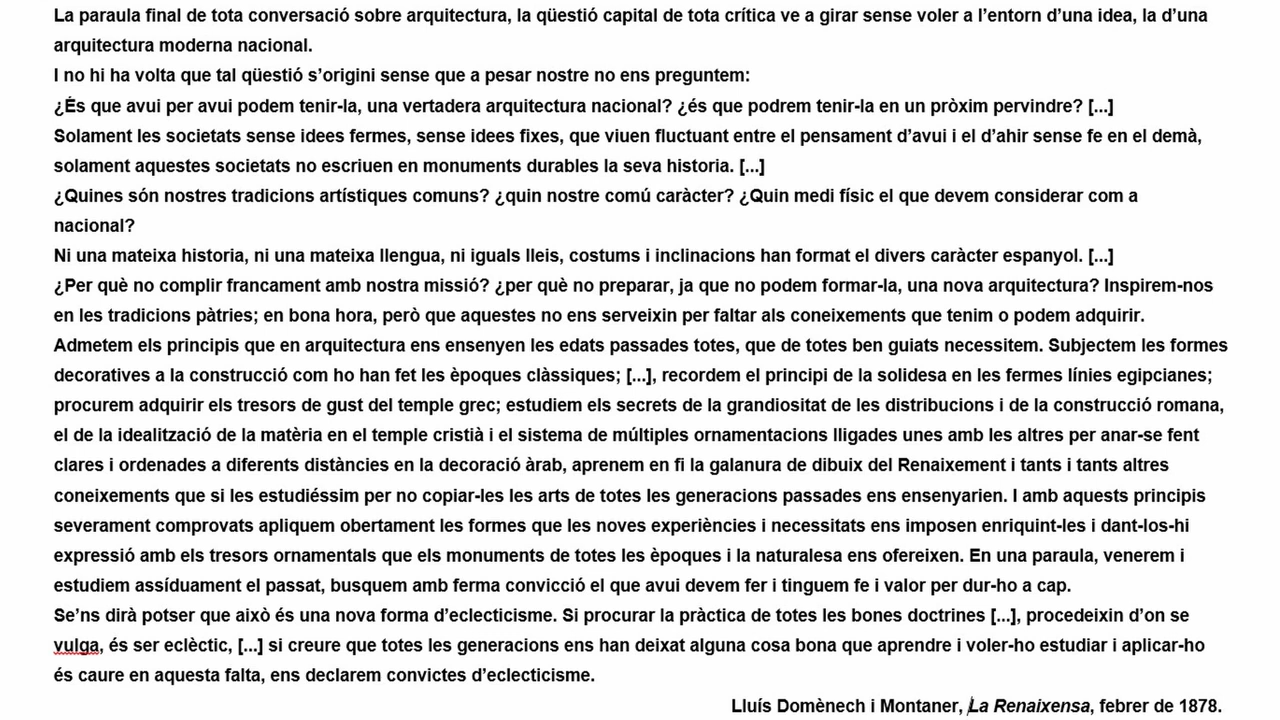 La paraula final de tota conversació sobre arquitectura, la qüestió capital de tota crítica ve a girar sense voler a l’entorn d’una idea, la d’una
arquitectura moderna nacional.
I no hi ha volta que tal qüestió s’origini sense que a pesar nostre no ens preguntem:
¿És que avui per avui podem tenir-la, una vertadera arquitectura nacional? ¿és que podrem tenir-la en un pròxim pervindre? [...]
Solament les societats sense idees fermes, sense idees fixes, que viuen fluctuant entre el pensament d’avui i el d’ahir sense fe en el demà,
solament aquestes societats no escriuen en monuments durables la seva historia. [...]
¿Quines són nostres tradicions artístiques comuns? ¿quin nostre comú caràcter? ¿Quin medi físic el que devem considerar com a
nacional?
Ni una mateixa historia, ni una mateixa llengua, ni iguals lleis, costums i inclinacions han format el divers caràcter espanyol. [...]
¿Per què no complir francament amb nostra missió? ¿per què no preparar, ja que no podem formar-la, una nova arquitectura? Inspirem-nos
en les tradicions pàtries; en bona hora, però que aquestes no ens serveixin per faltar als coneixements que tenim o podem adquirir.
Admetem els principis que en arquitectura ens ensenyen les edats passades totes, que de totes ben guiats necessitem. Subjectem les formes
decoratives a la construcció com ho han fet les èpoques clàssiques; [...], recordem el principi de la solidesa en les fermes línies egipcianes;
procurem adquirir els tresors de gust del temple grec; estudiem els secrets de la grandiositat de les distribucions i de la construcció romana,
el de la idealització de la matèria en el temple cristià i el sistema de múltiples ornamentacions lligades unes amb les altres per anar-se fent
clares i ordenades a diferents distàncies en la decoració àrab, aprenem en fi la galanura de dibuix del Renaixement i tants i tants altres
coneixements que si les estudiéssim per no copiar-les les arts de totes les generacions passades ens ensenyarien. I amb aquests principis
severament comprovats apliquem obertament les formes que les noves experiències i necessitats ens imposen enriquint-les i dant-los-hi
expressió amb els tresors ornamentals que els monuments de totes les èpoques i la naturalesa ens ofereixen. En una paraula, venerem i
estudiem assíduament el passat, busquem amb ferma convicció el que avui devem fer i tinguem fe i valor per dur-ho a cap.
Se’ns dirà potser que això és una nova forma d’eclecticisme. Si procurar la pràctica de totes les bones doctrines [...], procedeixin d’on se
vulga, és ser eclèctic, [...] si creure que totes les generacions ens han deixat alguna cosa bona que aprendre i voler-ho estudiar i aplicar-ho
és caure en aquesta falta, ens declarem convictes d’eclecticisme.
Lluís Domènech i Montaner, La Renaixensa, febrer de 1878.